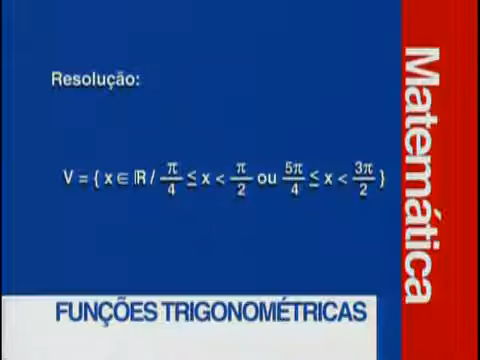 Resolução:
V = { x ∈ ℝ / π/4 ≤ x < π/2 ou 5π/4 ≤ x < 3π/2 }
FUNÇÕES TRIGONOMÉTRICAS
Matemática